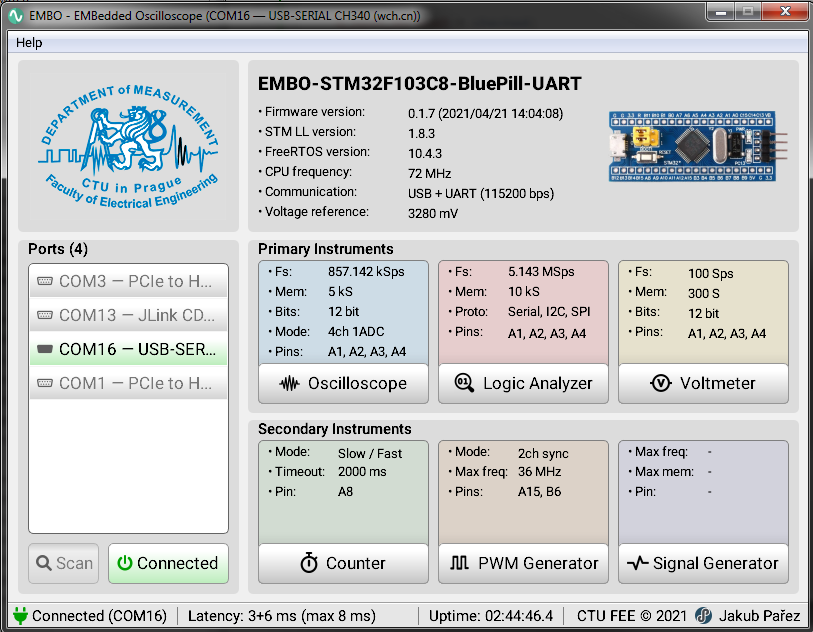 EMBO - EMBedded Oscilloscope (COM16 — USB-SERIAL CH340 (wch.cn))
Help
DEPARTMENT of MEASUREMENT
38
CTU in Prague
Faculty of Electrical Engineering
EMBO-STM32F103C8-BluePill-UART
• Firmware version: 0.1.7 (2021/04/21 14:04:08)
• STM LL version: 1.8.3
• FreeRTOS version: 10.4.3
• CPU frequency: 72 MHz
• Communication: USB + UART (115200 bps)
• Voltage reference: 3280 mV
Ports (4)
COM3 — PCIe to H...
COM13 — JLink CD...
COM16 — USB-SER...
COM1 — PCIe to H...
Scan
Connected
Primary Instruments
• Fs: 857.142 kSps
• Mem: 5 kS
• Bits: 12 bit
• Mode: 4ch 1ADC
• Pins: A1, A2, A3, A4
Oscilloscope
• Fs: 5.143 MSps
• Mem: 10 kS
• Proto: Serial, I2C, SPI
• Pins: A1, A2, A3, A4
Logic Analyzer
• Fs: 100 Sps
• Mem: 300 S
• Bits: 12 bit
• Pins: A1, A2, A3, A4
Voltmeter
Secondary Instruments
• Mode: Slow / Fast
• Timeout: 2000 ms
• Pin: A8
Counter
• Mode: 2ch sync
• Max freq: 36 MHz
• Pins: A15, B6
PWM Generator
• Max freq: -
• Max mem: -
• Pin: -
Signal Generator
Connected (COM16)
Latency: 3+6 ms (max 8 ms)
Uptime: 02:44:46.4
CTU FEE © 2021
Jakub Pařez